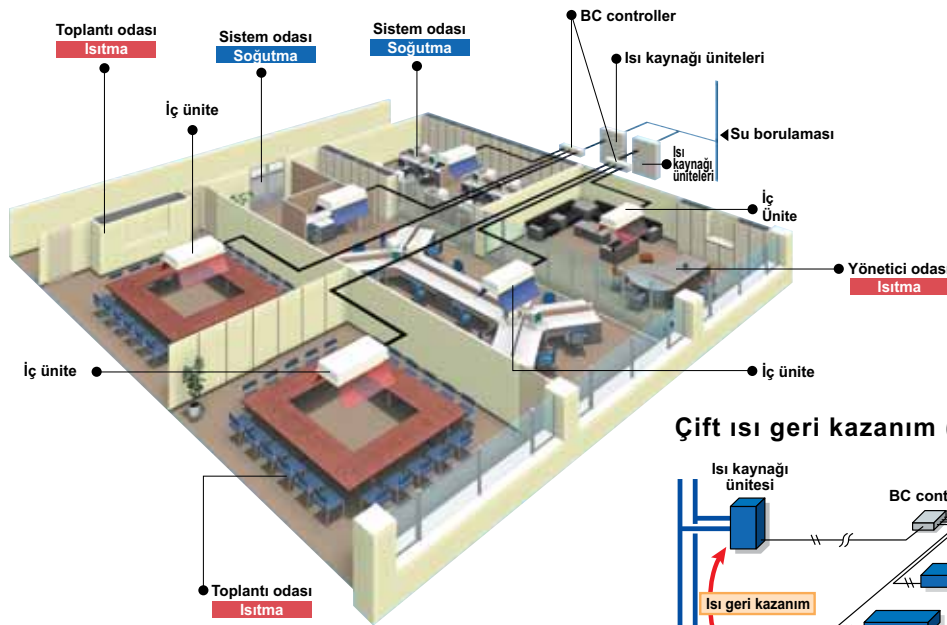 Toplantı odası
Isıtma
Sistem odası
Soğutma
Sistem odası
Soğutma
BC controller
Isı kaynağı üniteleri
İç ünite
Su borulaması
Isı
kaynağı
üniteleri
İç
Ünite
Yönetici odası
Isıtma
İç ünite
İç ünite
Toplantı odası
Isıtma
Çift ısı geri kazanım
Isı kaynağı
ünitesi
BC cont
Isı geri kazanım